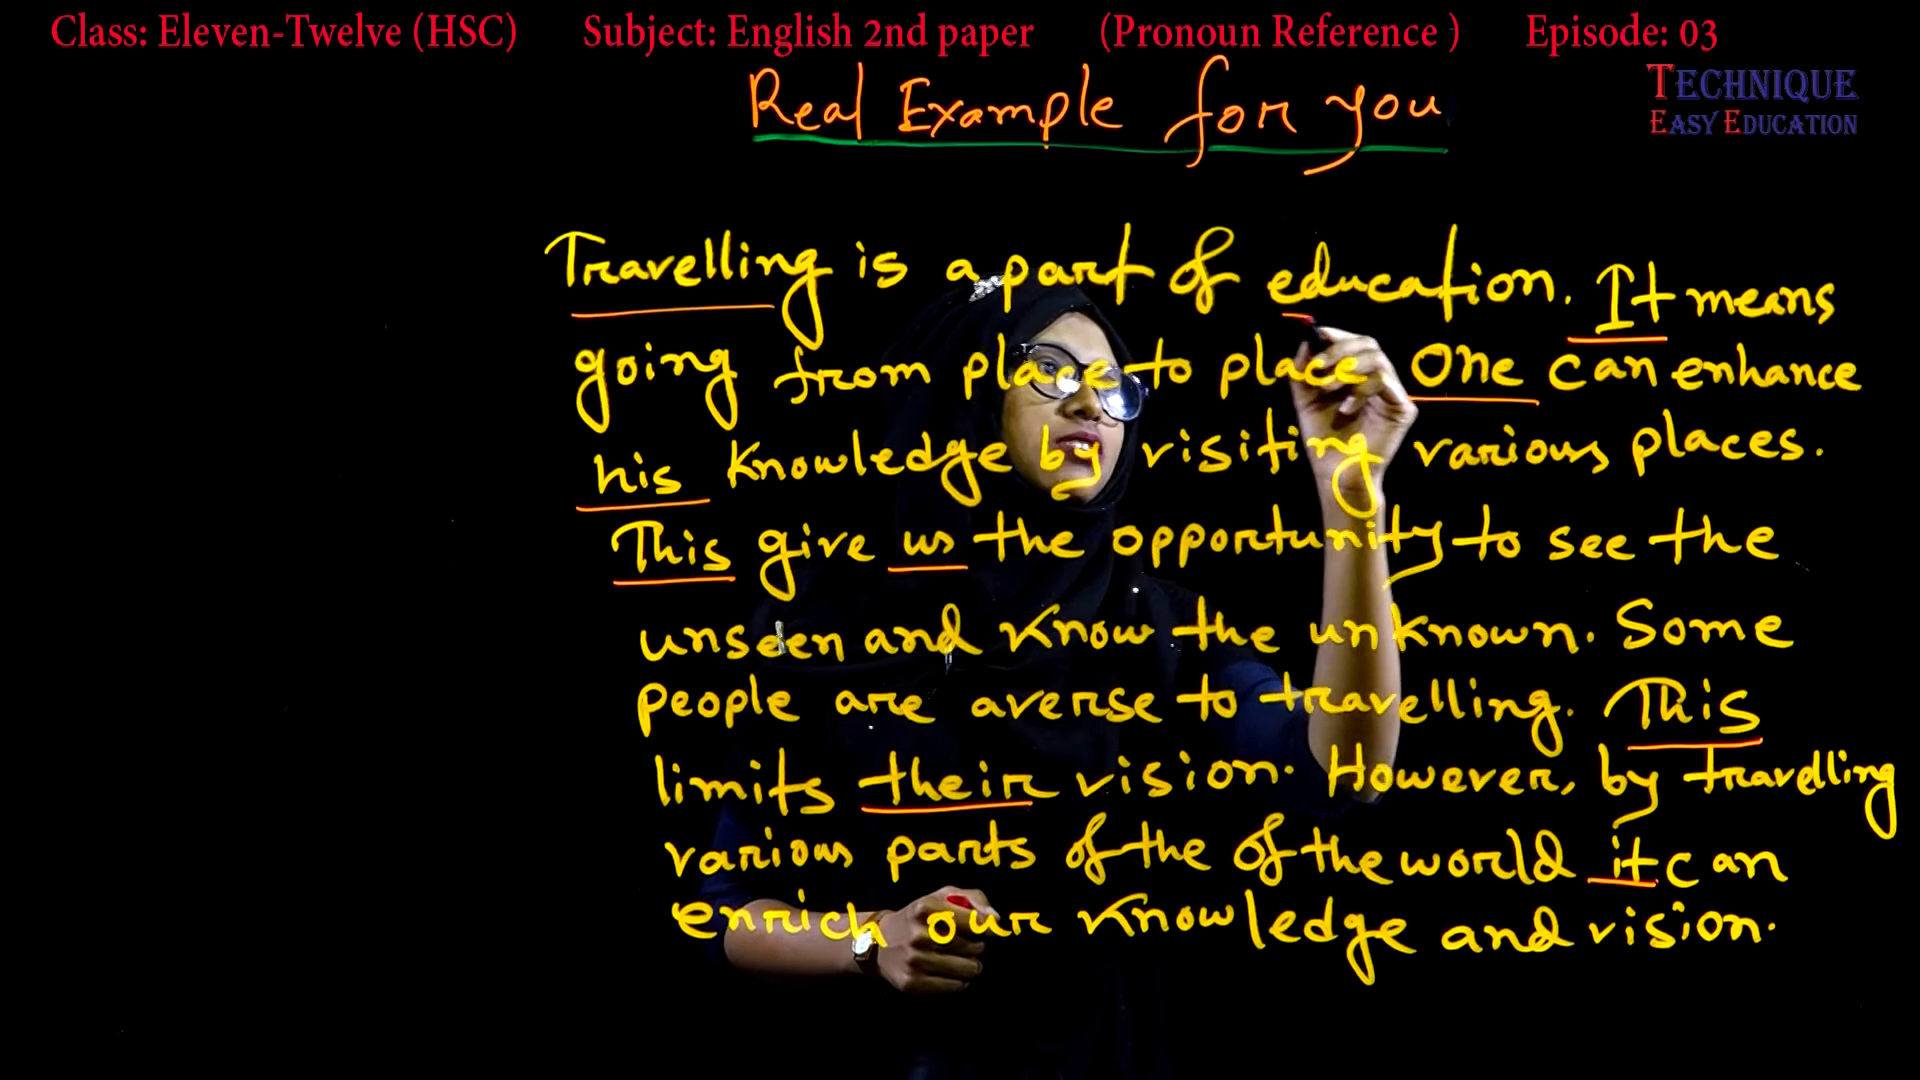 Class: Eleven-Twelve (HSC) Subject: English 2nd paper (Pronoun Reference ) Episode: 03
TECHNIQUE
EASY EDUCATION
Real Example for you
Travelling is a part of education. It means
going from place to place One can enhance
his knowledge by visiting various places.
This give us the opportunity to see the
unseen and know the unknown. Some
people are averse to travelling. This
limits their vision. However, by travelling
various parts of the of the world it can
enrich our knowledge and vision.